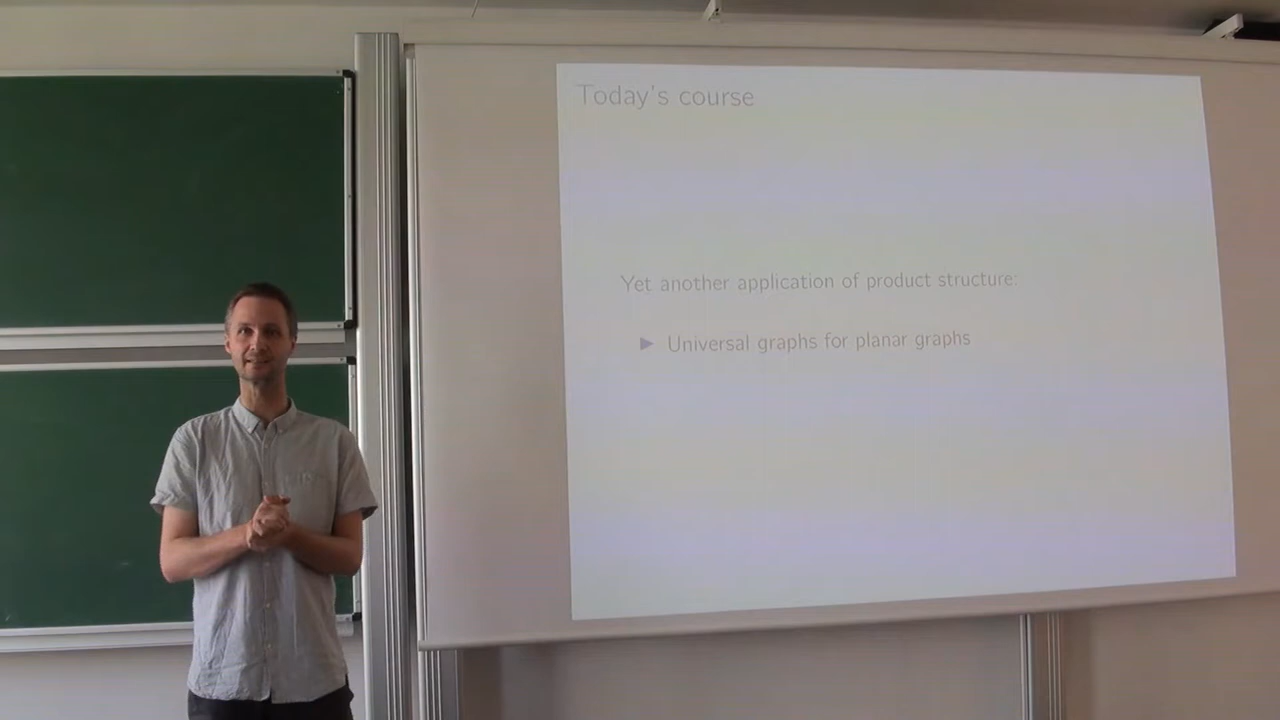 Today's course
Yet another application of product structure:
▶ Universal graphs for planar graphs